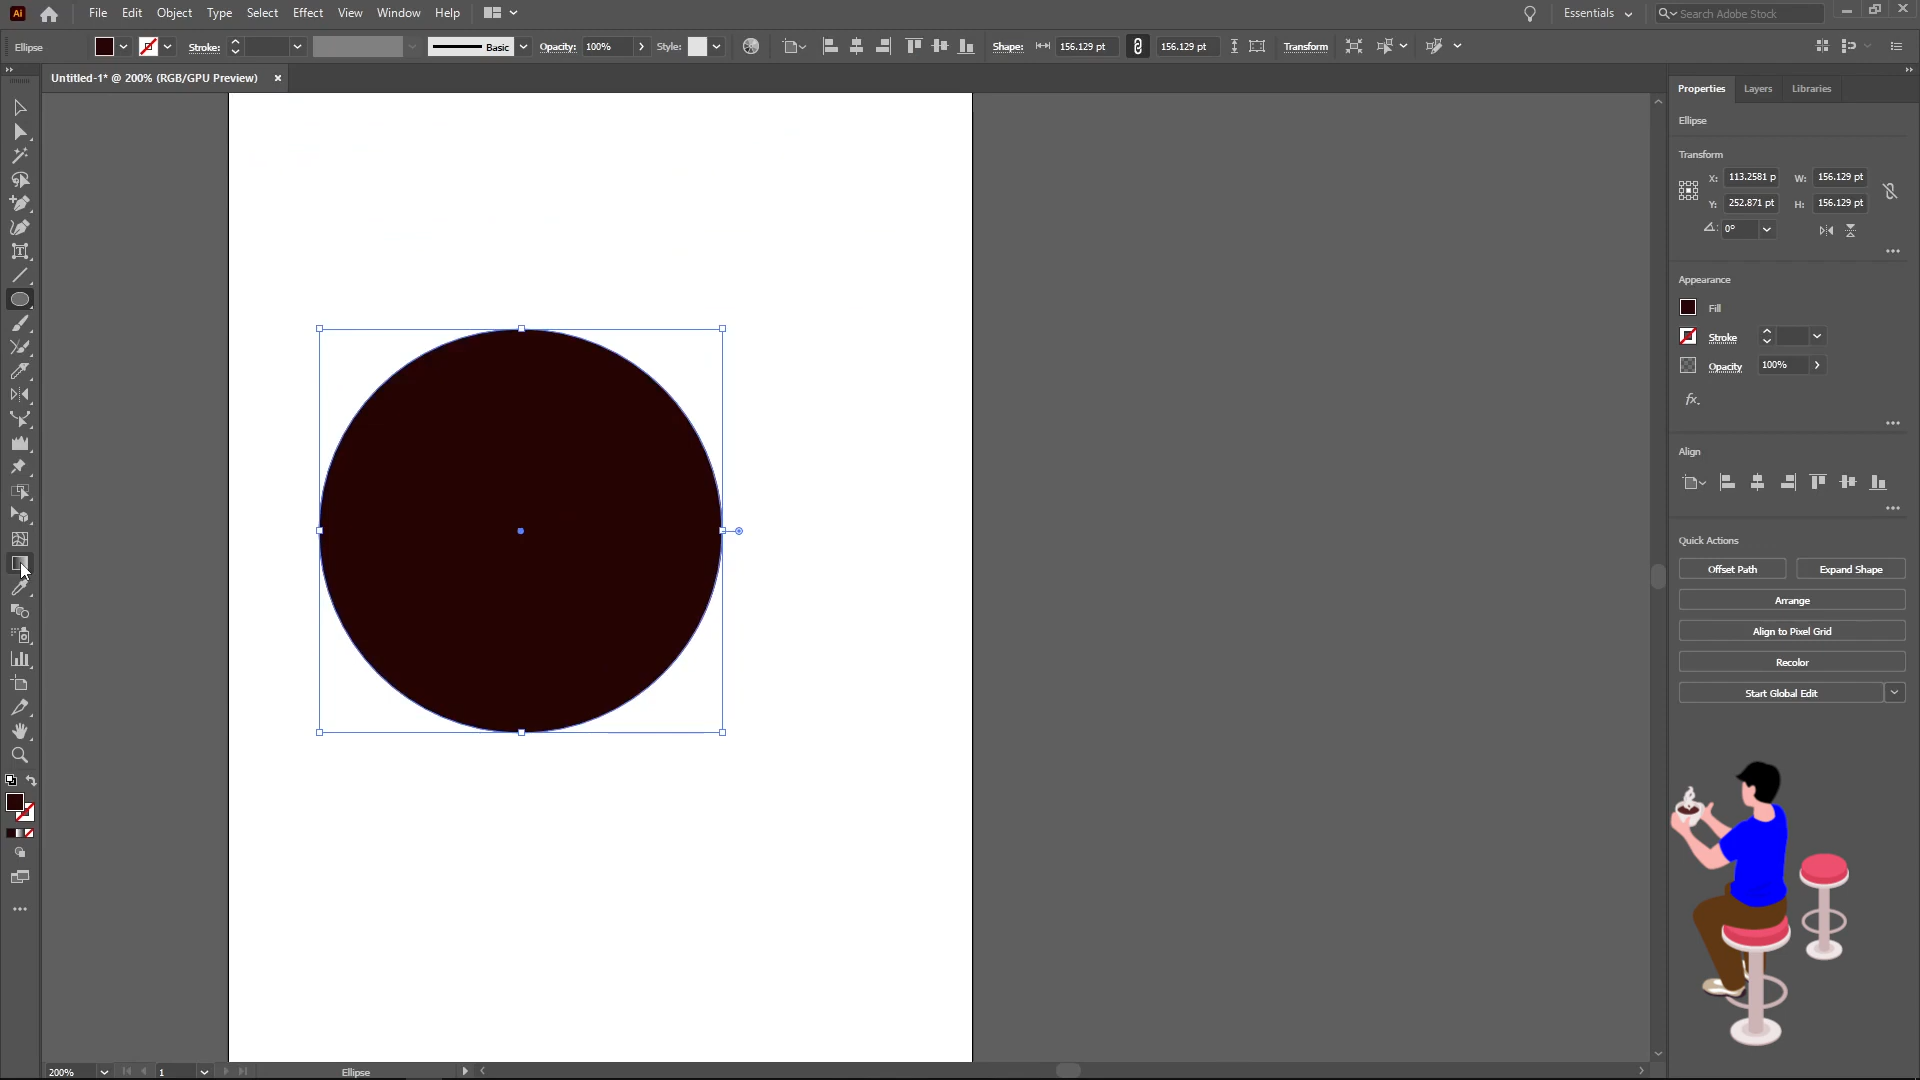 Ai File Edit Type Object Select Effect View Window Help Essentials Search Adobe Stock
Ellipse Stroke: Basic Opacity: 100% Style: Shape: 156.129 pt 156.129 pt Transform
Untitled-1* @ 200% (RGB/GPU Preview) ×
Properties Layers Libraries
Ellipse
Transform
X: 113.2581 p W: 156.129 pt
Y: 252.871 pt H: 156.129 pt
0°
Appearance
Fill
Stroke
Opacity 100%
fx.
Align
Quick Actions
Offset Path Expand Shape
Arrange
Align to Pixel Grid
Recolor
Start Global Edit
200% 1 Ellipse